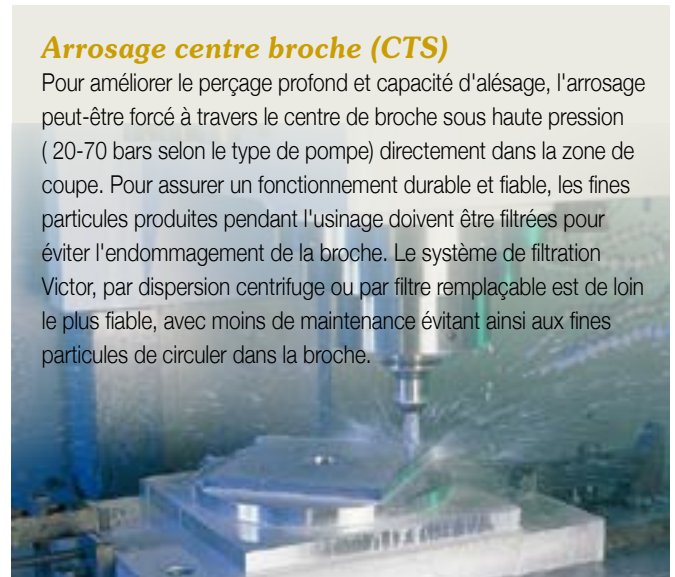 Arrosage centre broche (CTS)
Pour améliorer le perçage profond et capacité d'alésage, l'arrosage
peut-être forcé à travers le centre de broche sous haute pression
( 20-70 bars selon le type de pompe) directement dans la zone de
coupe. Pour assurer un fonctionnement durable et fiable, les fines
particules produites pendant l'usinage doivent être filtrées pour
éviter l'endommagement de la broche. Le système de filtration
Victor, par dispersion centrifuge ou par filtre remplaçable est de loin
le plus fiable, avec moins de maintenance évitant ainsi aux fines
particules de circuler dans la broche.